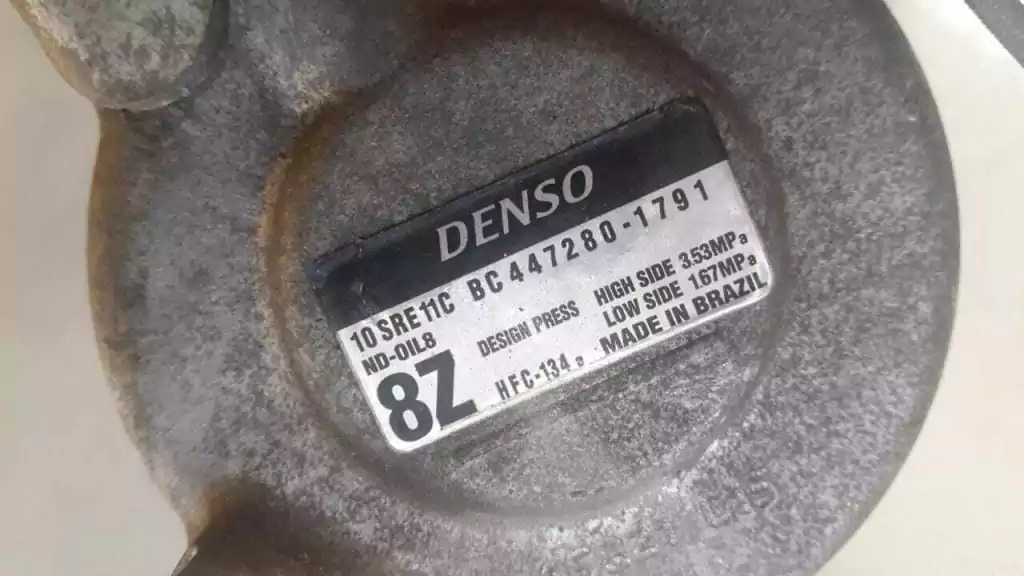 DENSO
10SRE11C BC447280-1791
ND-OIL8
DESIGN PRESS
HIGH SIDE 3.53MPa
LOW SIDE 1.67MPa
8Z
HFC-134a
MADE IN BRAZIL